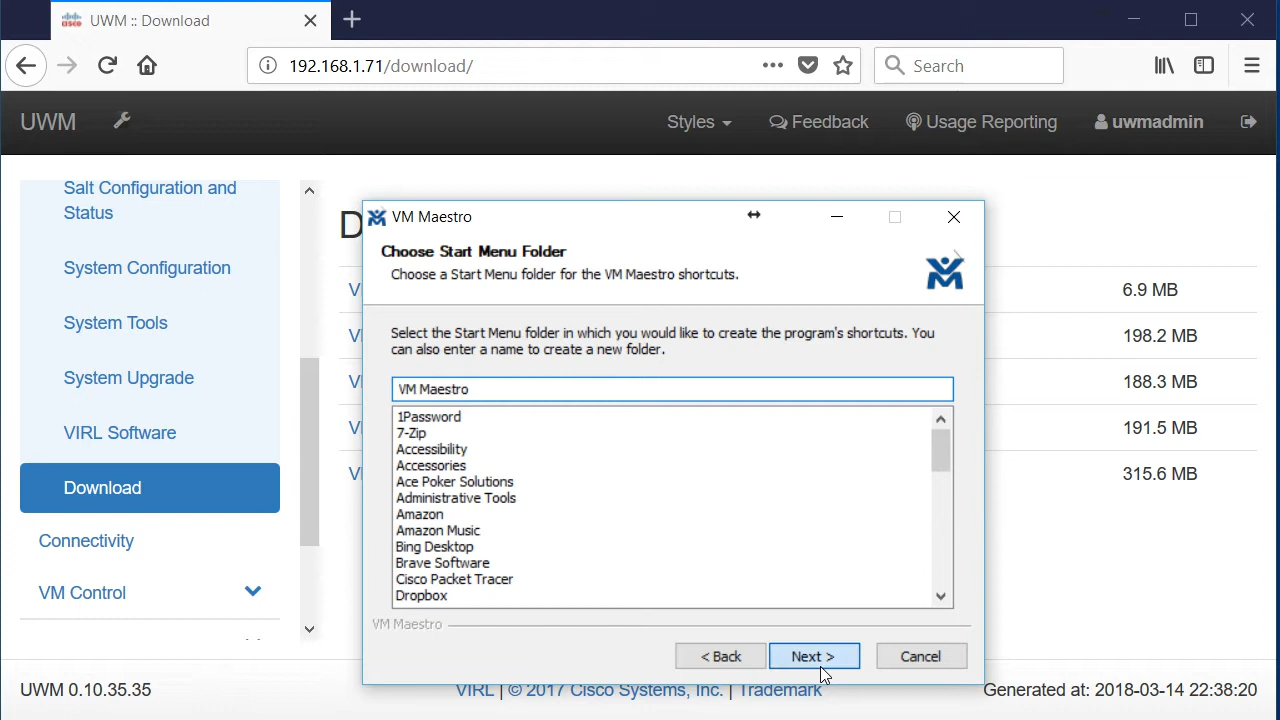 UWM :: Download
192.168.1.71/download/
Search
UWM
Styles
Feedback
Usage Reporting
uwmadmin
Salt Configuration and
Status
System Configuration
System Tools
System Upgrade
VIRL Software
Download
Connectivity
VM Control
6.9 MB
198.2 MB
188.3 MB
191.5 MB
315.6 MB
VM Maestro
Choose Start Menu Folder
Choose a Start Menu folder for the VM Maestro shortcuts.
Select the Start Menu folder in which you would like to create the program's shortcuts. You
can also enter a name to create a new folder.
VM Maestro
1Password
7-Zip
Accessibility
Accessories
Ace Poker Solutions
Administrative Tools
Amazon
Amazon Music
Bing Desktop
Brave Software
Cisco Packet Tracer
Dropbox
VM Maestro
< Back
Next >
Cancel
UWM 0.10.35.35
VIRL | © 2017 Cisco Systems, Inc. | Trademark
Generated at: 2018-03-14 22:38:20